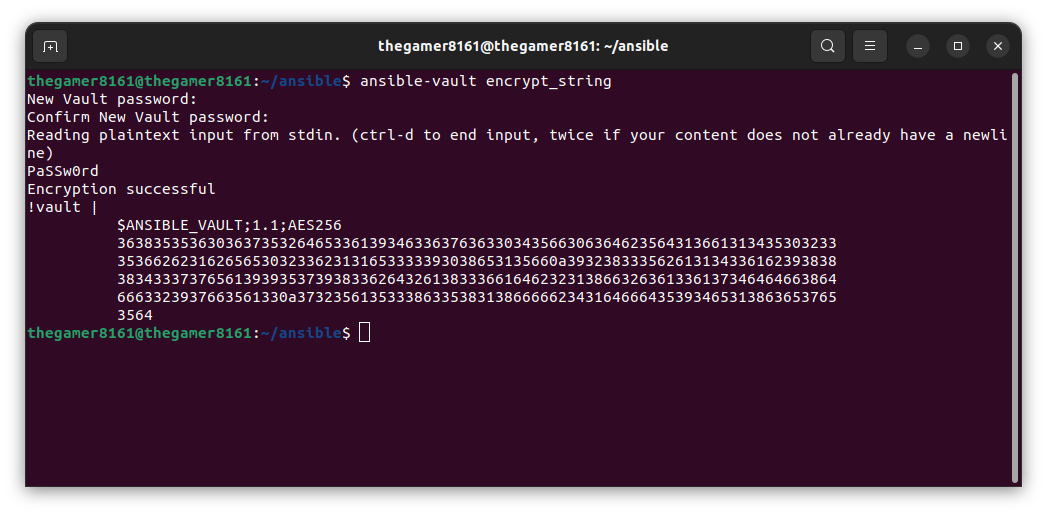 thegamer8161@thegamer8161: ~/ansible
thegamer8161@thegamer8161:~/ansible$ ansible-vault encrypt_string
New Vault password:
Confirm New Vault password:
Reading plaintext input from stdin. (ctrl-d to end input, twice if your content does not already have a newli
ne)
PaSSw0rd
Encryption successful
!vault |
$ANSIBLE_VAULT;1.1;AES256
36383535363036373532646533613934633637636330343566306364623564313661313435303233
3536626231626565303233623131653333393038653135660a393238333562613134336162393838
38343337376561393935373938336264326138333661646232313866326361336137346464663864
6663323937663561330a373235613533386335383138666662343164666435393465313863653765
3564
thegamer8161@thegamer8161:~/ansible$